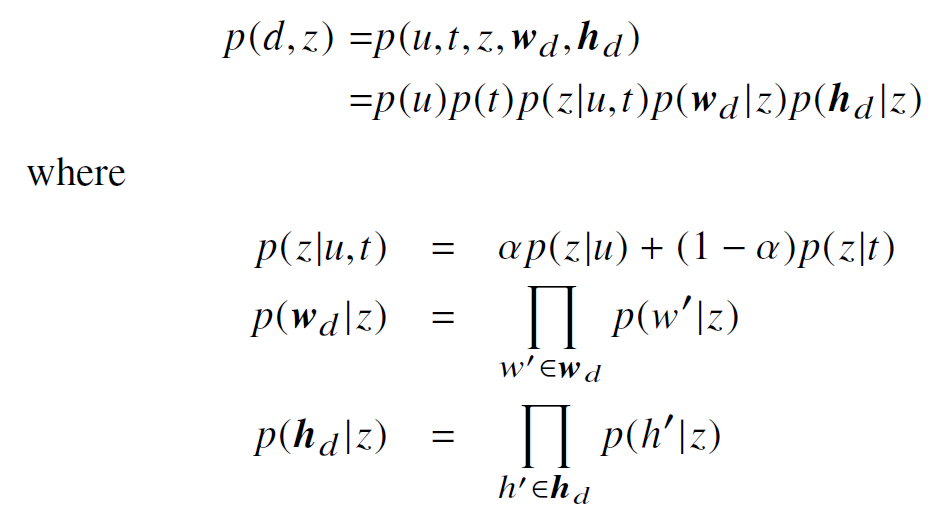 p(d,z) =p(u,t,z,w_d,h_d)
=p(u)p(t)p(z|u,t)p(w_d|z)p(h_d|z)
where
p(z|u,t) = αp(z|u) + (1 − α)p(z|t)
p(w_d|z) = ∏_{w′∈w_d} p(w′|z)
p(h_d|z) = ∏_{h′∈h_d} p(h′|z)